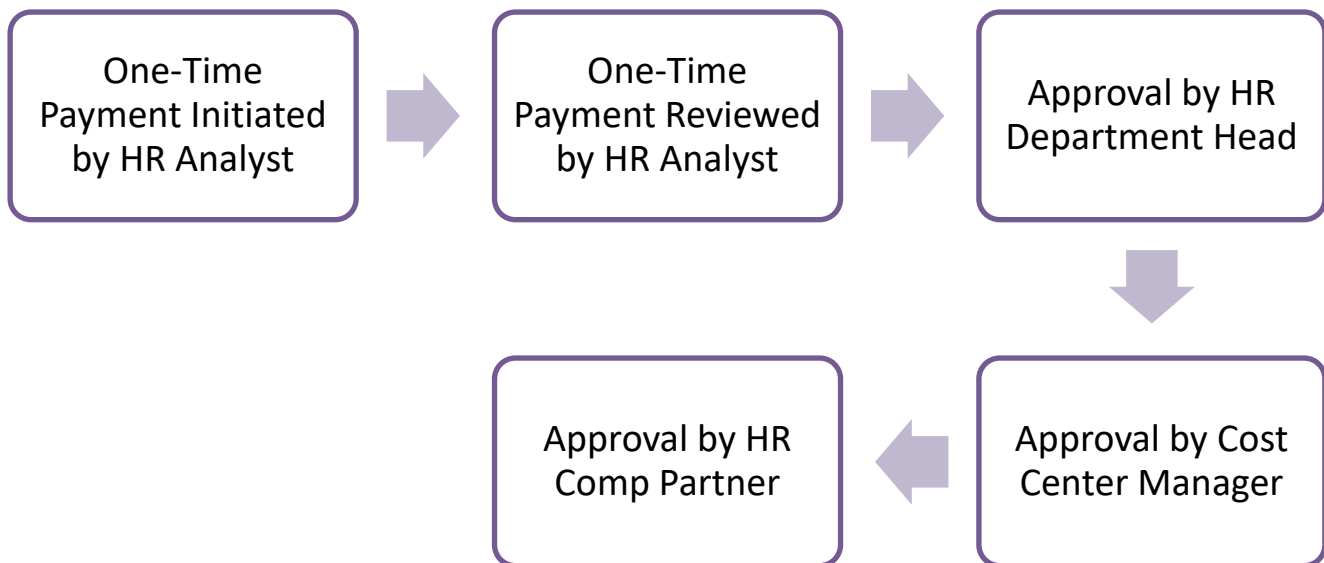 One-Time
Payment Initiated
by HR Analyst
One-Time
Payment Reviewed
by HR Analyst
Approval by HR
Department Head
Approval by Cost
Center Manager
Approval by HR
Comp Partner